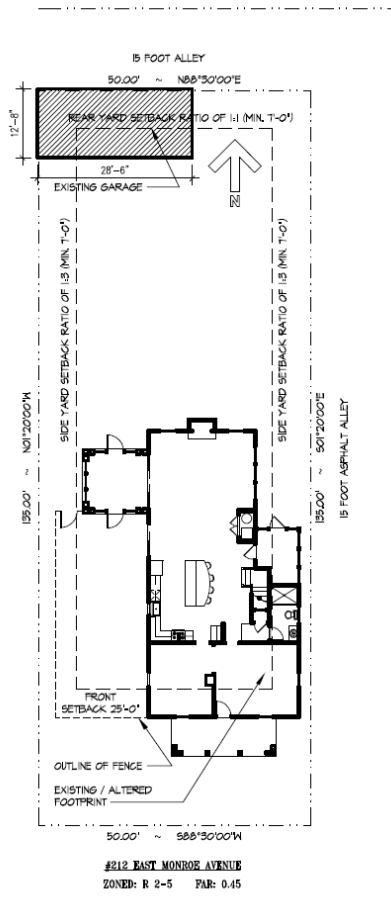 15 FOOT ALLEY
50.00' ~ N88°30'00"E
REAR YARD SETBACK RATIO OF 1:1 (MIN. 7'-0")
12'-8"
28'-6"
EXISTING GARAGE
N
SIDE YARD SETBACK RATIO OF 1:3 (MIN. 7'-0")
SIDE YARD SETBACK RATIO OF 1:3 (MIN. 7'-0")
135.00' ~ N01°20'00"W
135.00' ~ S01°20'00"E
15 FOOT ASPHALT ALLEY
FRONT
SETBACK 25'-0"
OUTLINE OF FENCE
EXISTING / ALTERED
FOOTPRINT
50.00' ~ S88°30'00"W
#212 EAST MONROE AVENUE
ZONED: R 2-5 FAR: 0.45